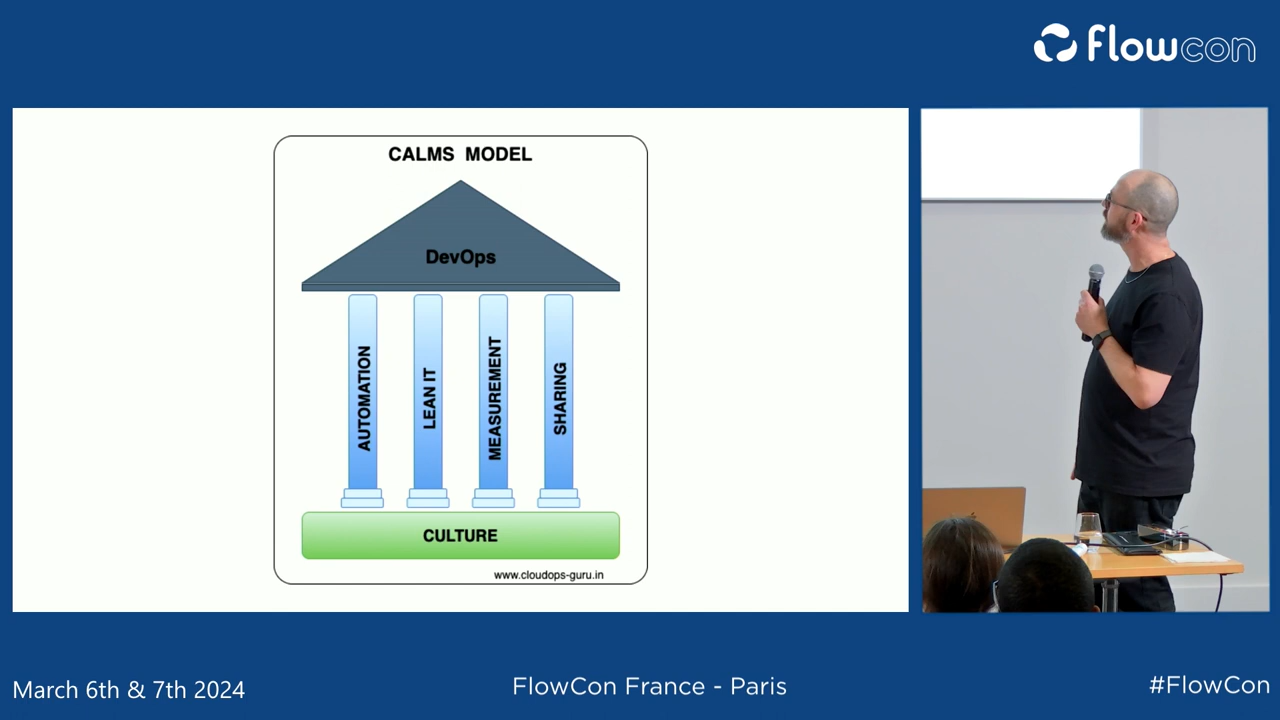 flowcon
CALMS MODEL
DevOps
AUTOMATION
LEAN IT
MEASUREMENT
SHARING
CULTURE
www.cloudops-guru.in
March 6th & 7th 2024
FlowCon France - Paris
#FlowCon